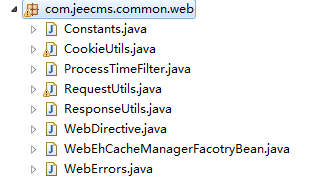 com.jeecms.common.web
Constants.java
CookieUtils.java
ProcessTimeFilter.java
RequestUtils.java
ResponseUtils.java
WebDirective.java
WebEhCacheManagerFacotryBean.java
WebErrors.java